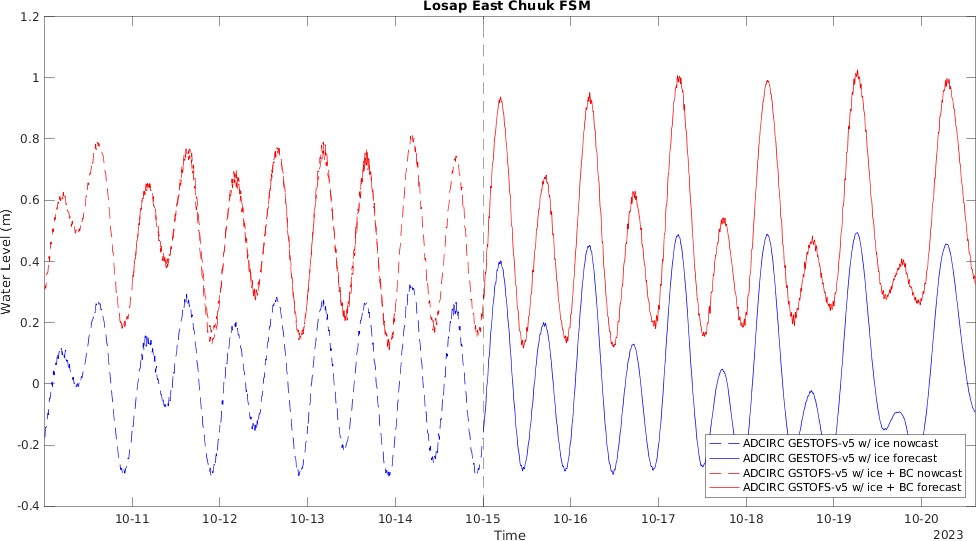 Losap East Chuuk FSM
Water Level (m)
1.2
1
0.8
0.6
0.4
0.2
0
-0.2
-0.4
10-11 10-12 10-13 10-14 10-15 10-16 10-17 10-18 10-19 10-20
Time
2023
ADCIRC GESTOFS-v5 w/ ice nowcast
ADCIRC GESTOFS-v5 w/ ice forecast
ADCIRC GSTOFS-v5 w/ ice + BC nowcast
ADCIRC GSTOFS-v5 w/ ice + BC forecast